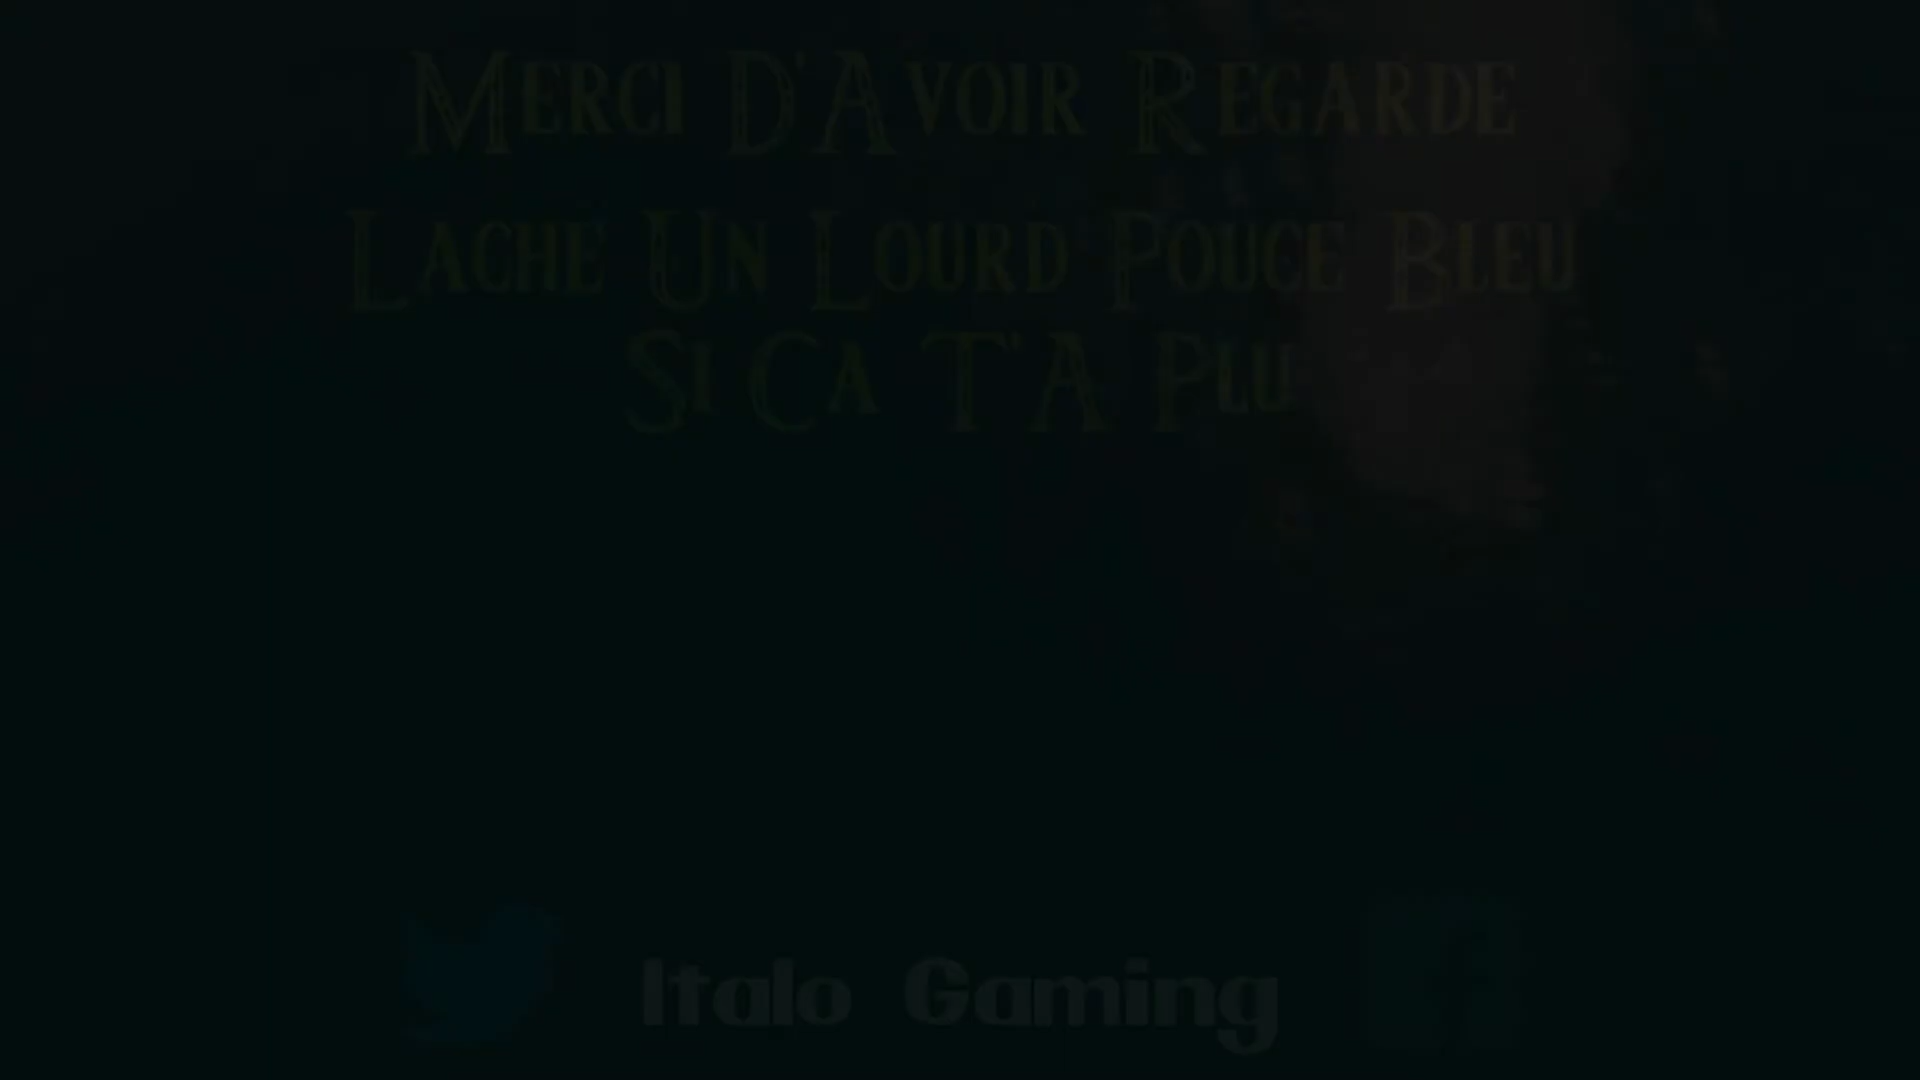 Merci D'Avoir Regarde
Lache Un Lourd Pouce Bleu
Si Ca T'A Plu
Italo Gaming